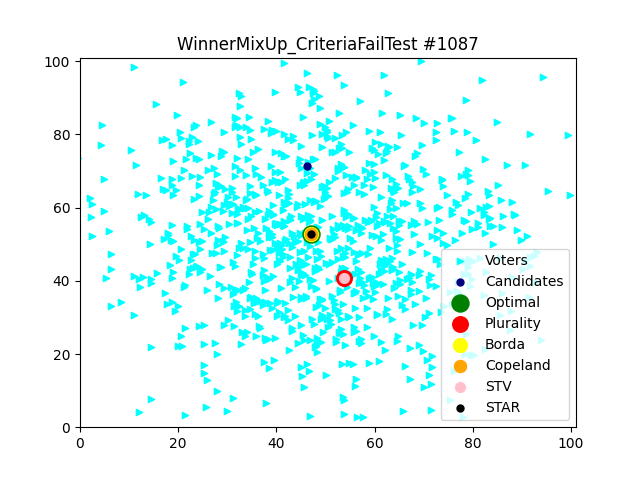 WinnerMixUp_CriteriaFailTest #1087
100
80
60
40
20
0
0
20
40
60
80
100
Voters
Candidates
Optimal
Plurality
Borda
Copeland
STV
STAR